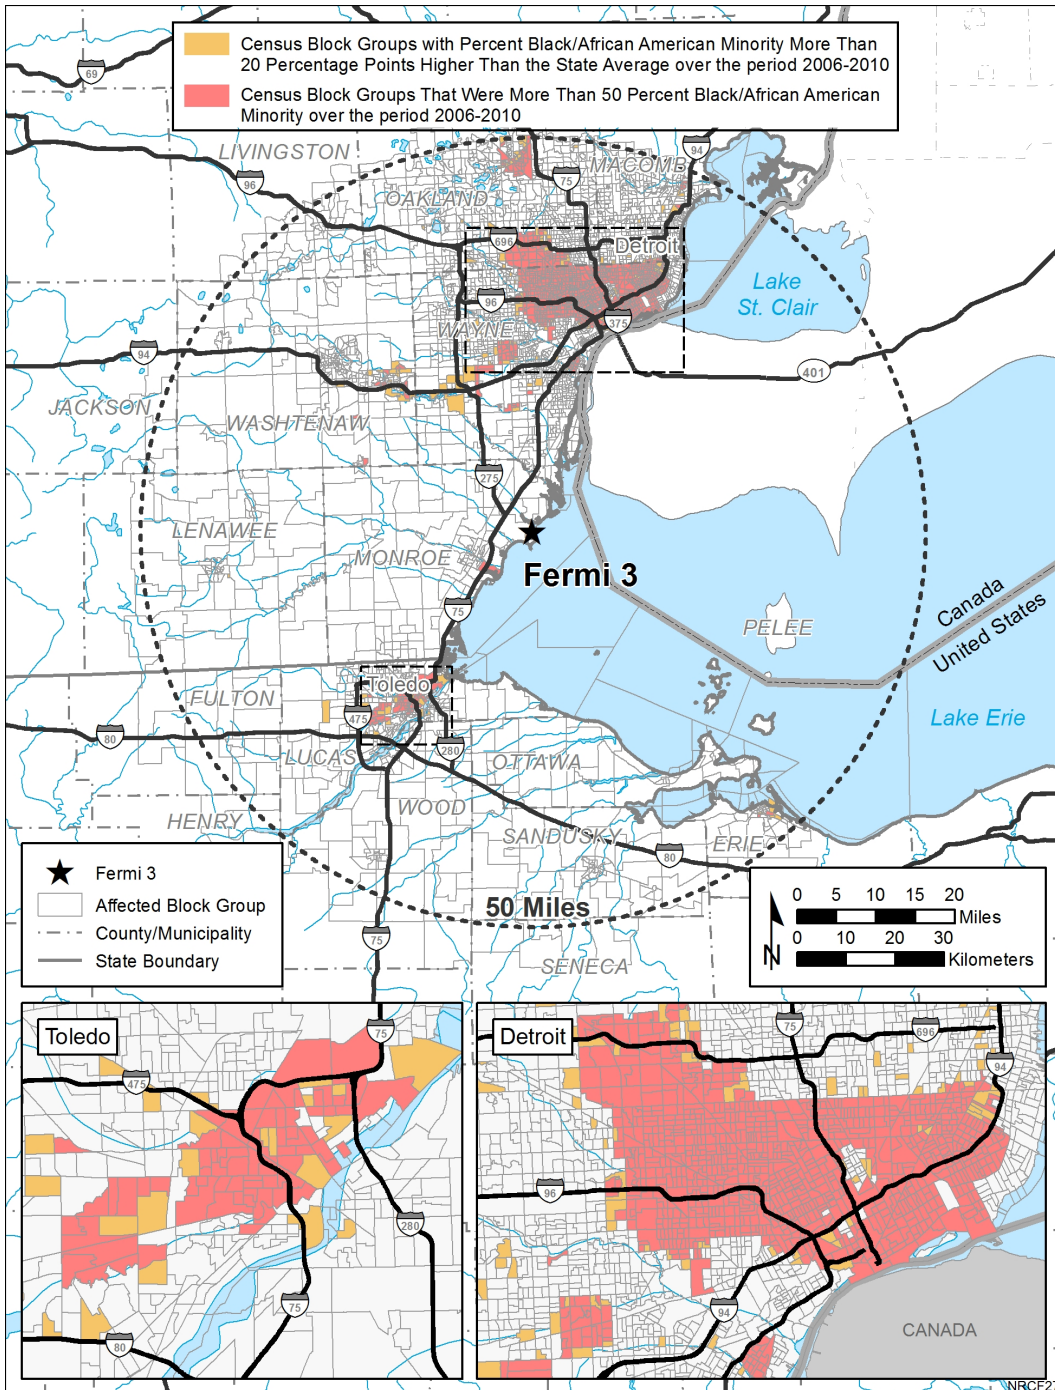 Census Block Groups with Percent Black/African American Minority More Than
20 Percentage Points Higher Than the State Average over the period 2006-2010
Census Block Groups That Were More Than 50 Percent Black/African American
Minority over the period 2006-2010
69
LIVINGSTON
96
OAKLAND
75
MACOMB
94
696
Detroit
Lake
St. Clair
96
WAYNE
375
94
401
JACKSON
WASHTENAW
275
LENAWEE
MONROE
Fermi 3
75
PELEE
Canada
United States
Lake Erie
Toledo
FULTON
475
80
280
LUCAS
OTTAWA
WOOD
HENRY
SANDUSKY
ERIE
80
50 Miles
75
SENECA
Fermi 3
Affected Block Group
County/Municipality
State Boundary
0 5 10 15 20
Miles
0 10 20 30
Kilometers
N
Toledo
75
475
280
75
80
Detroit
75
696
94
96
94
CANADA